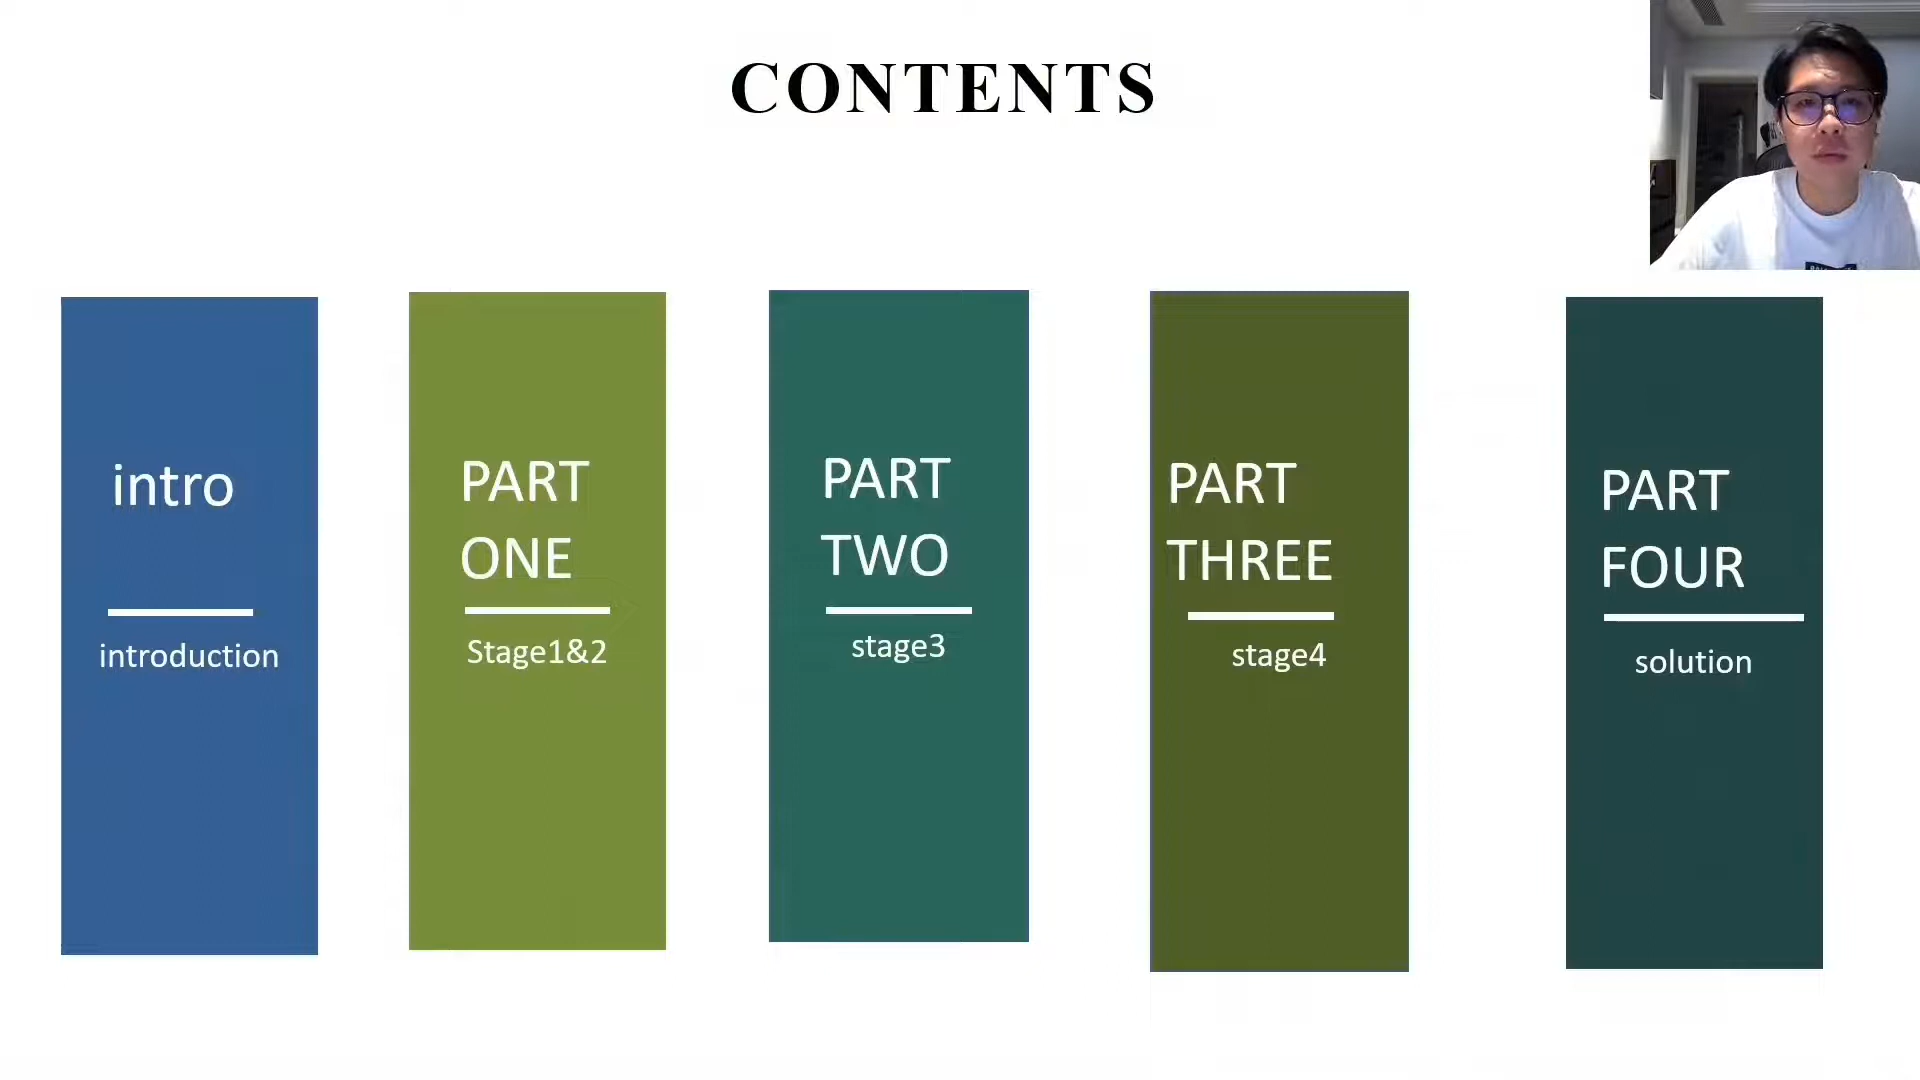 CONTENTS
intro
introduction
PART
ONE
Stage1&2
PART
TWO
stage3
PART
THREE
stage4
PART
FOUR
solution